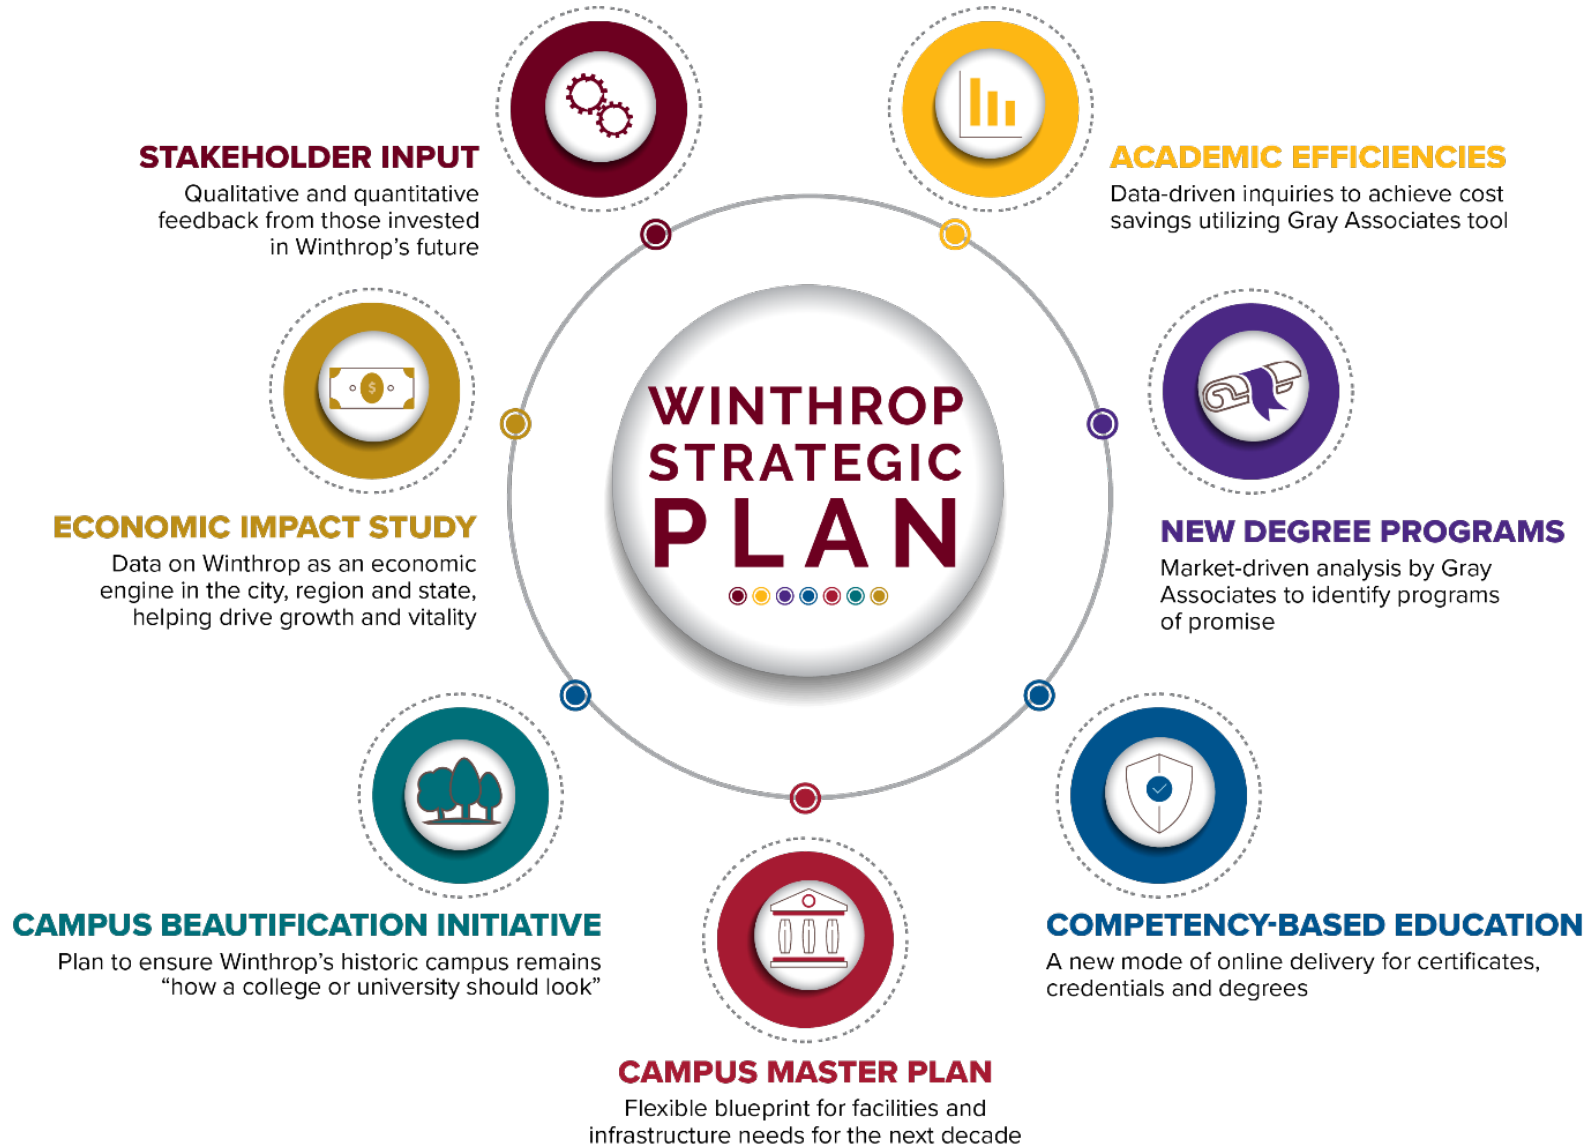 STAKEHOLDER INPUT
Qualitative and quantitative
feedback from those invested
in Winthrop's future
ACADEMIC EFFICIENCIES
Data-driven inquiries to achieve cost
savings utilizing Gray Associates tool
WINTHROP
STRATEGIC
PLAN
$
ECONOMIC IMPACT STUDY
Data on Winthrop as an economic
engine in the city, region and state,
helping drive growth and vitality
NEW DEGREE PROGRAMS
Market-driven analysis by Gray
Associates to identify programs
of promise
CAMPUS BEAUTIFICATION INITIATIVE
Plan to ensure Winthrop's historic campus remains
“how a college or university should look”
COMPETENCY-BASED EDUCATION
A new mode of online delivery for certificates,
credentials and degrees
CAMPUS MASTER PLAN
Flexible blueprint for facilities and
infrastructure needs for the next decade